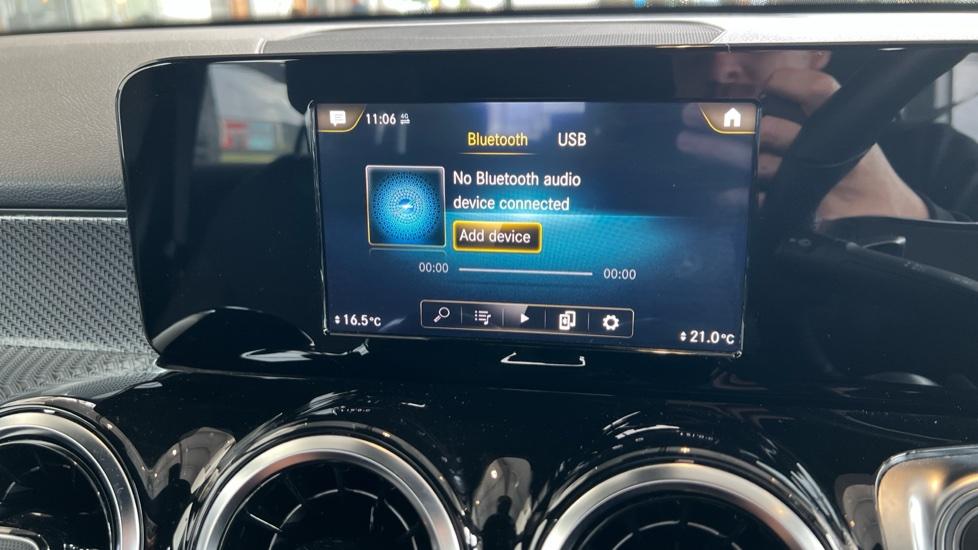 11:06 4G
Bluetooth USB
No Bluetooth audio
device connected
Add device
00:00 00:00
16.5°C
21.0°C